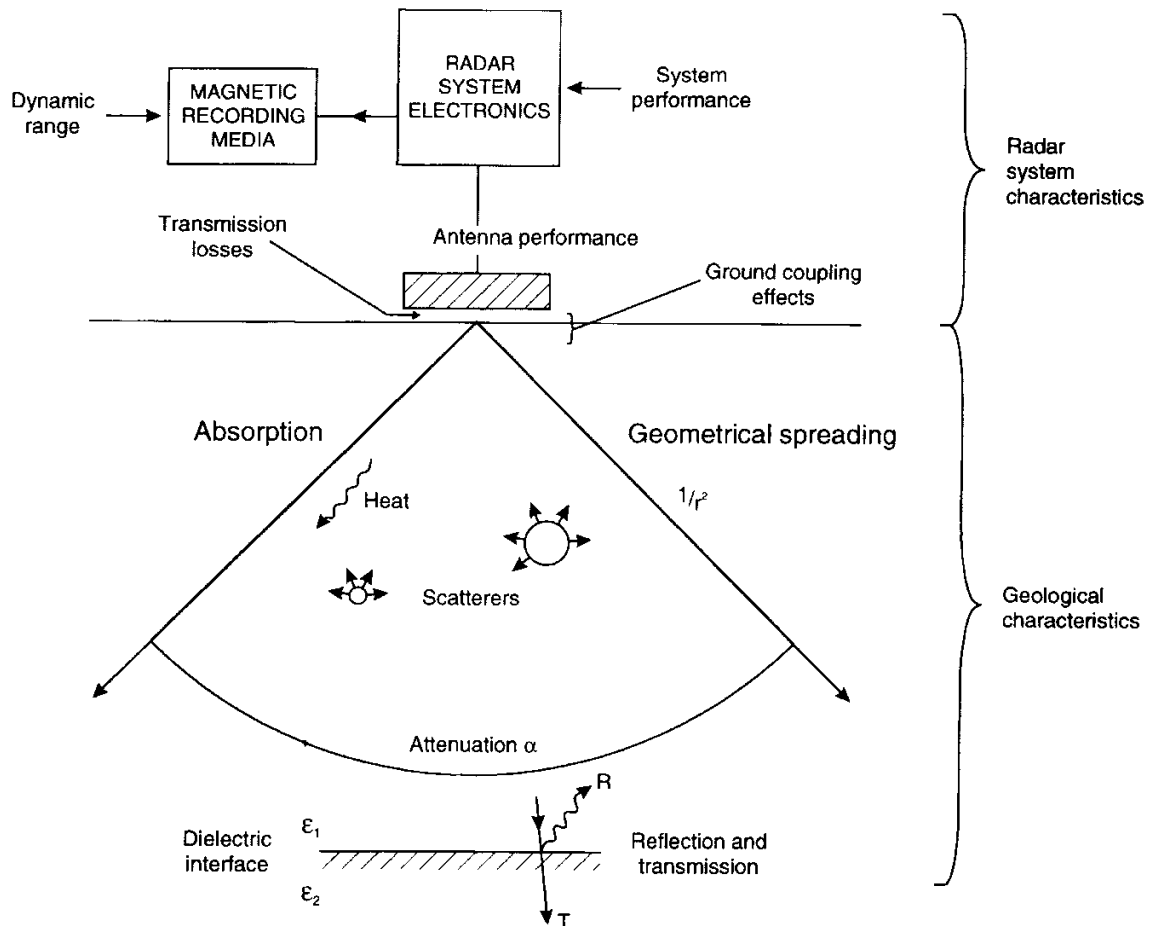 RADAR
SYSTEM
ELECTRONICS
MAGNETIC
RECORDING
MEDIA
Dynamic
range
System
performance
Radar
system
characteristics
Transmission
losses
Antenna performance
Ground coupling
effects
Absorption
Geometrical spreading
1/r²
Heat
Scatterers
Geological
characteristics
Attenuation α
R
Dielectric
interface
ε₁
Reflection and
transmission
ε₂
T